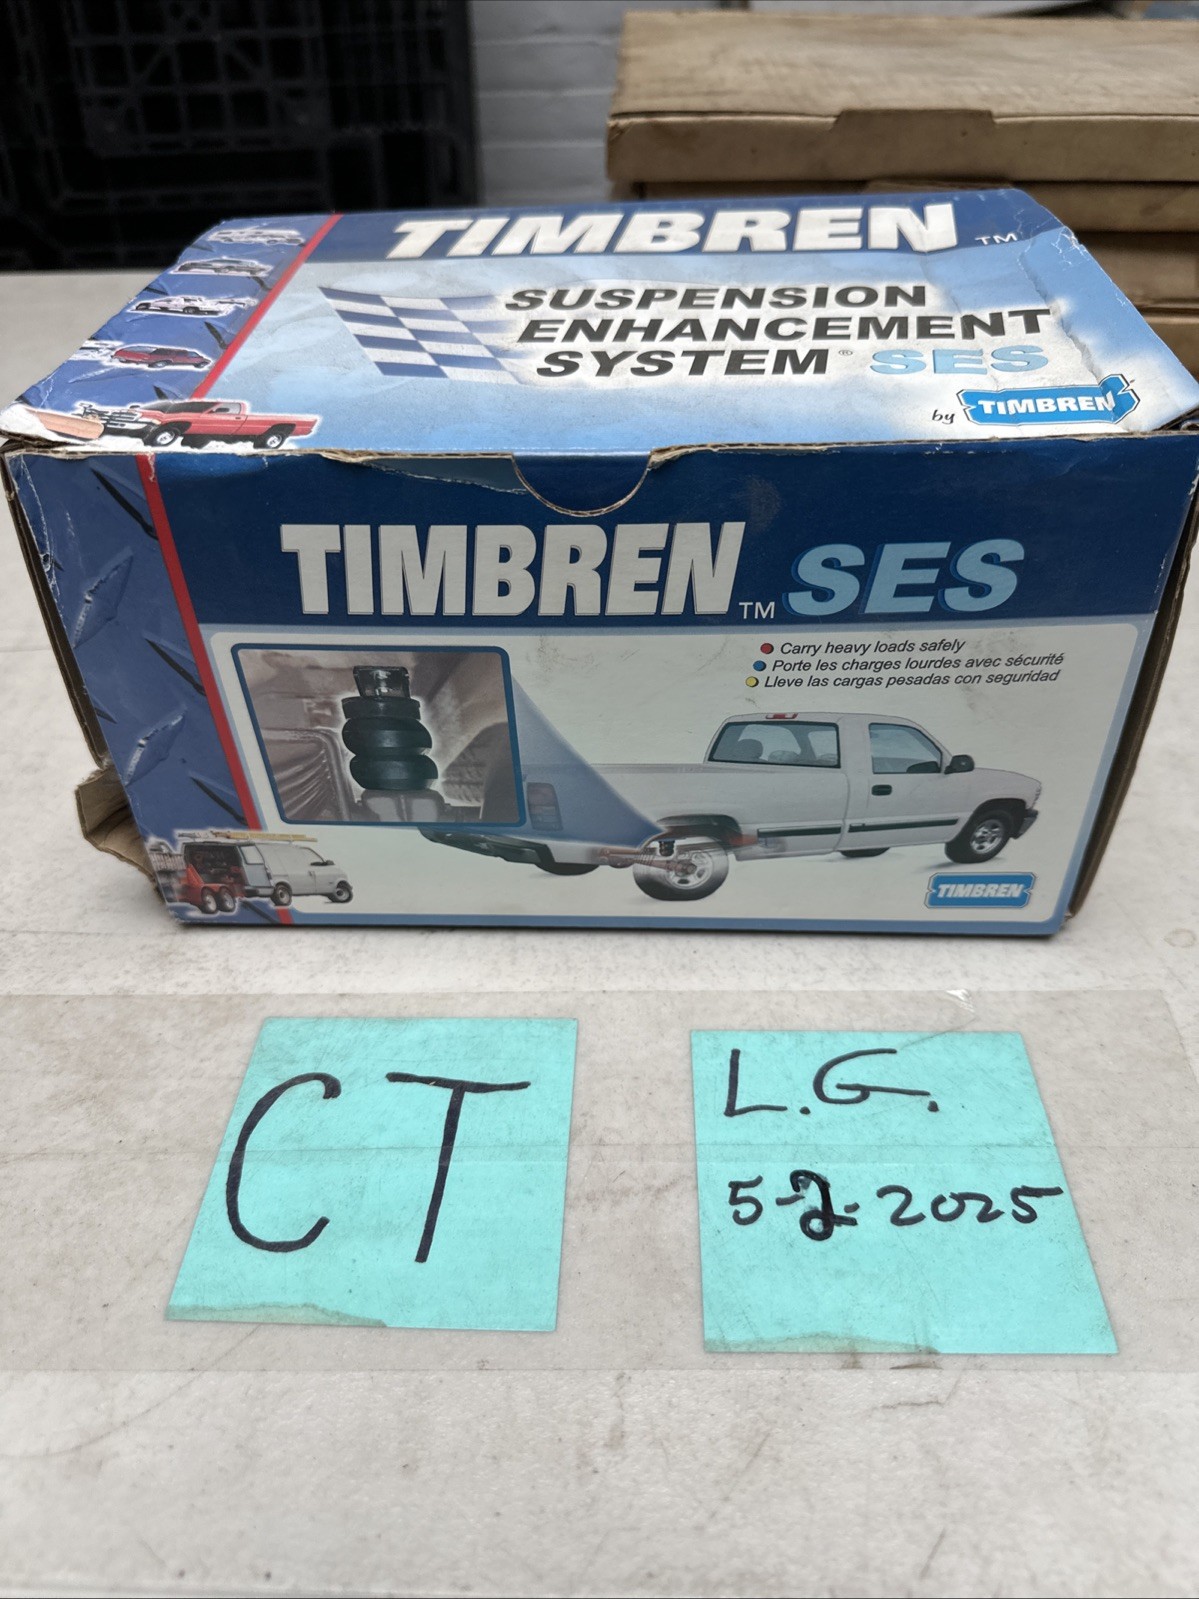 TIMBREN TM
SUSPENSION
ENHANCEMENT
SYSTEM® SES
by TIMBREN
TIMBREN TM SES
Carry heavy loads safely
Porte les charges lourdes avec sécurité
Lleve las cargas pesadas con seguridad
TIMBREN
CT
L.G.
5-2-2025